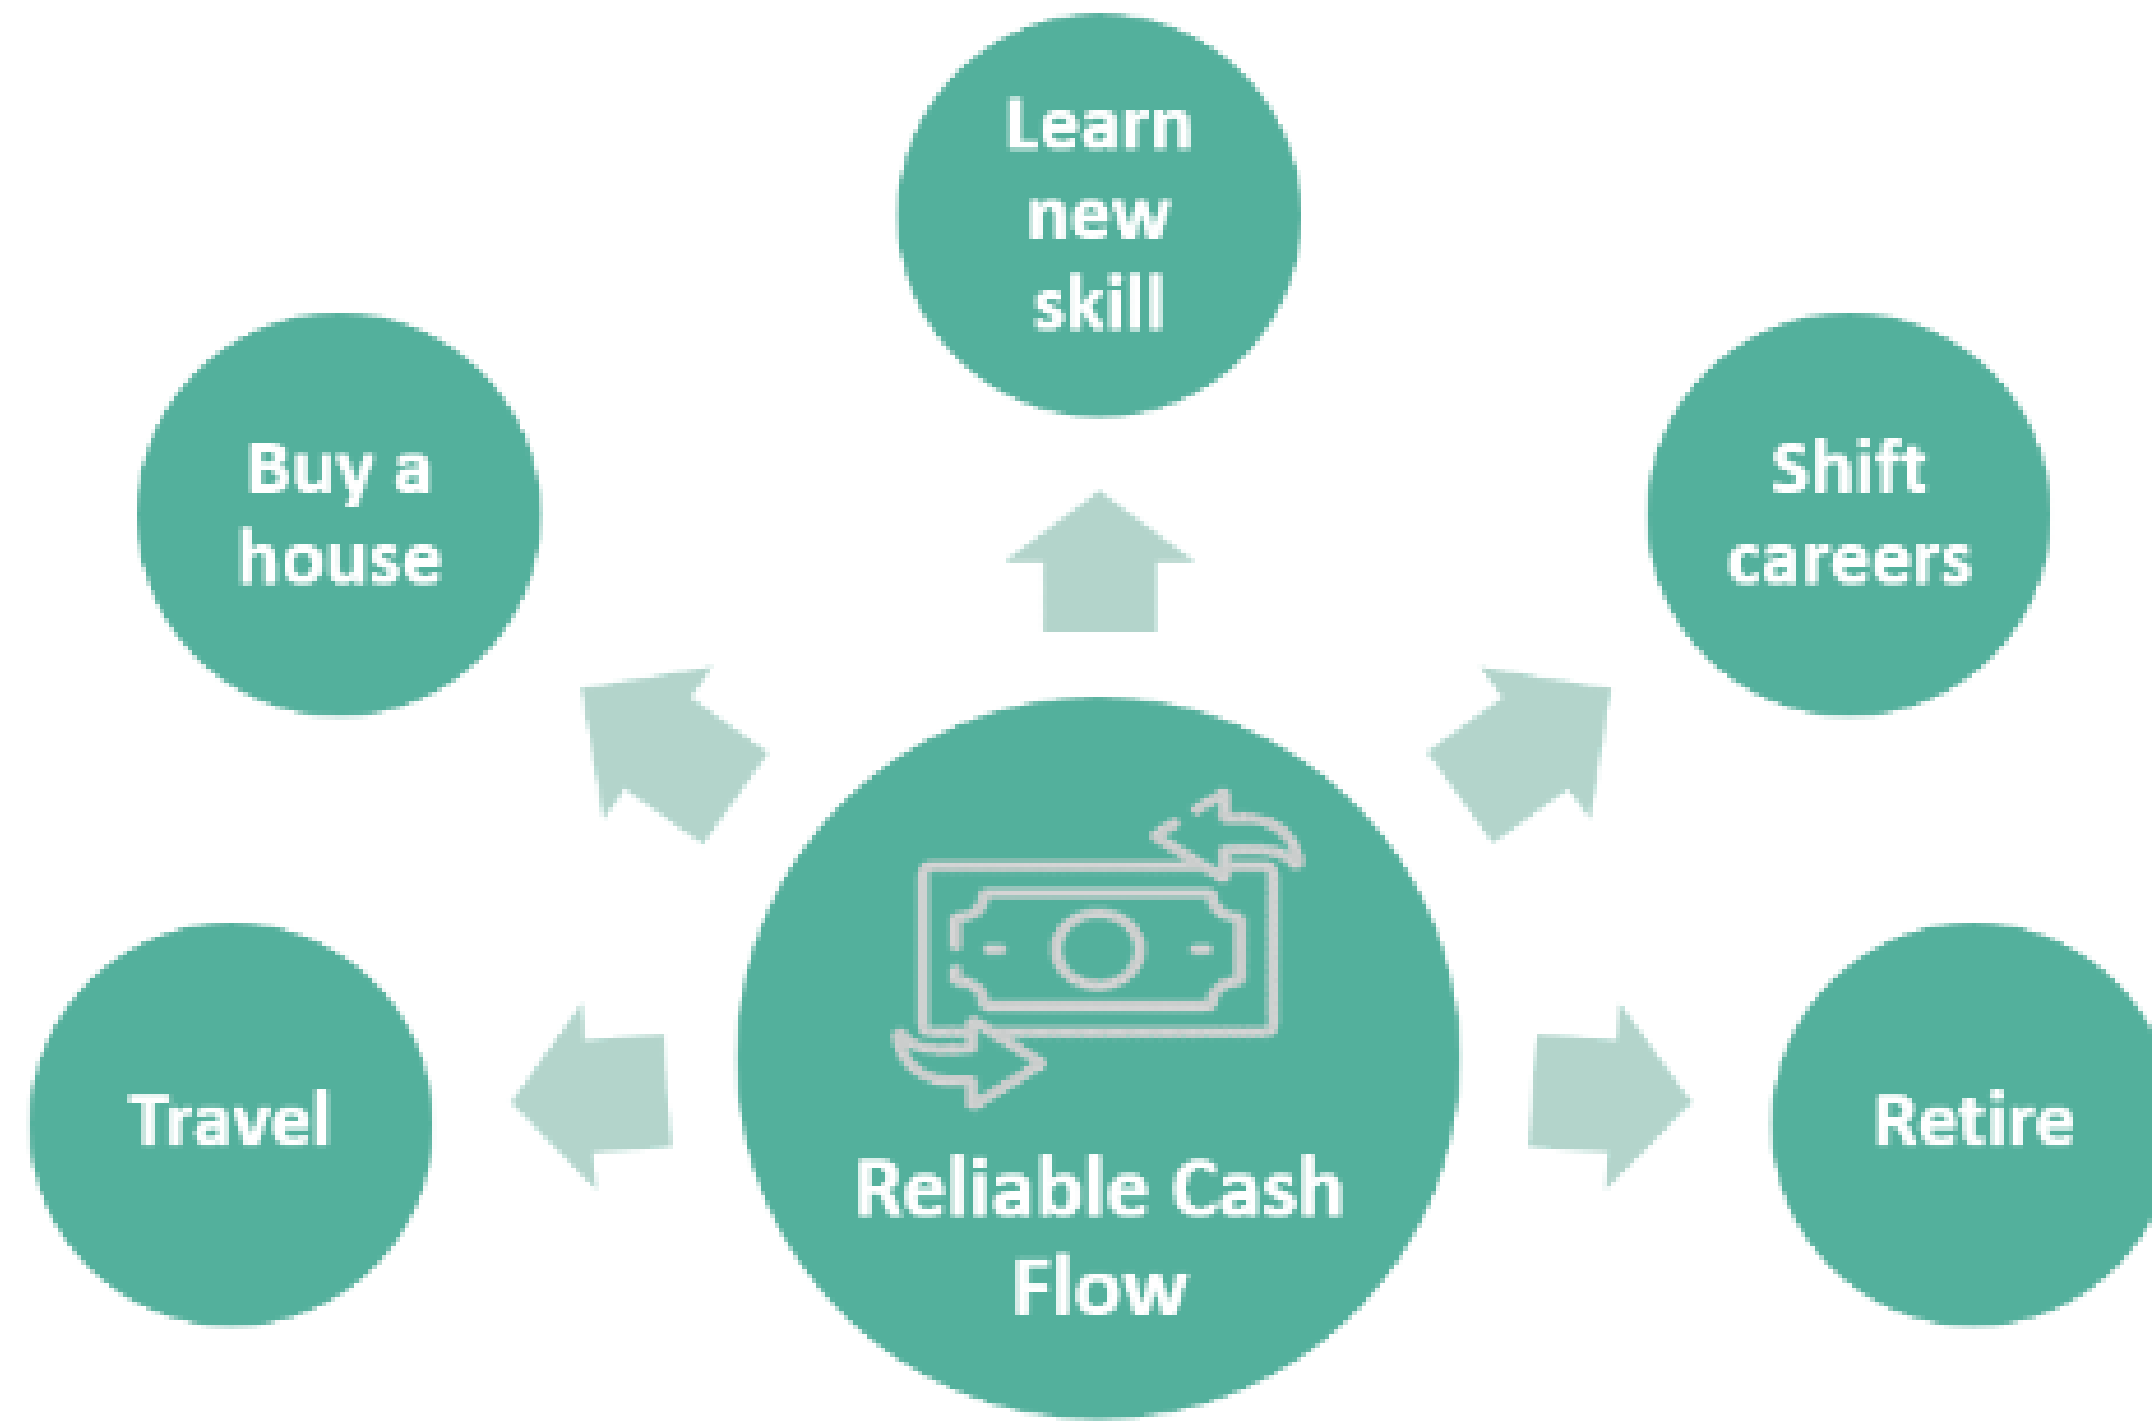 Learn
new
skill
Buy a
house
Shift
careers
Travel
Retire
Reliable Cash
Flow